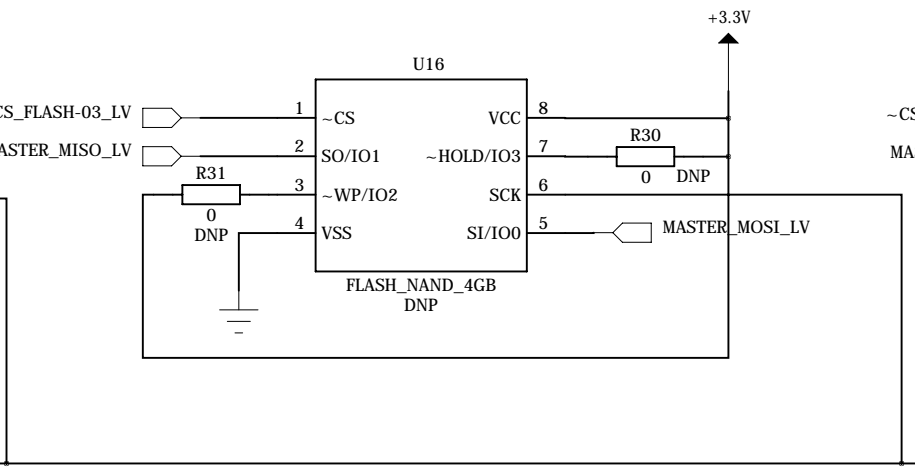 +3.3V
U16
CS_FLASH-03_LV
1
~CS
VCC
8
~CS
ASTER_MISO_LV
2
SO/IO1
~HOLD/IO3
7
R30
0
DNP
MA
R31
0
DNP
3
~WP/IO2
SCK
6
4
VSS
SI/IO0
5
MASTER_MOSI_LV
FLASH_NAND_4GB
DNP